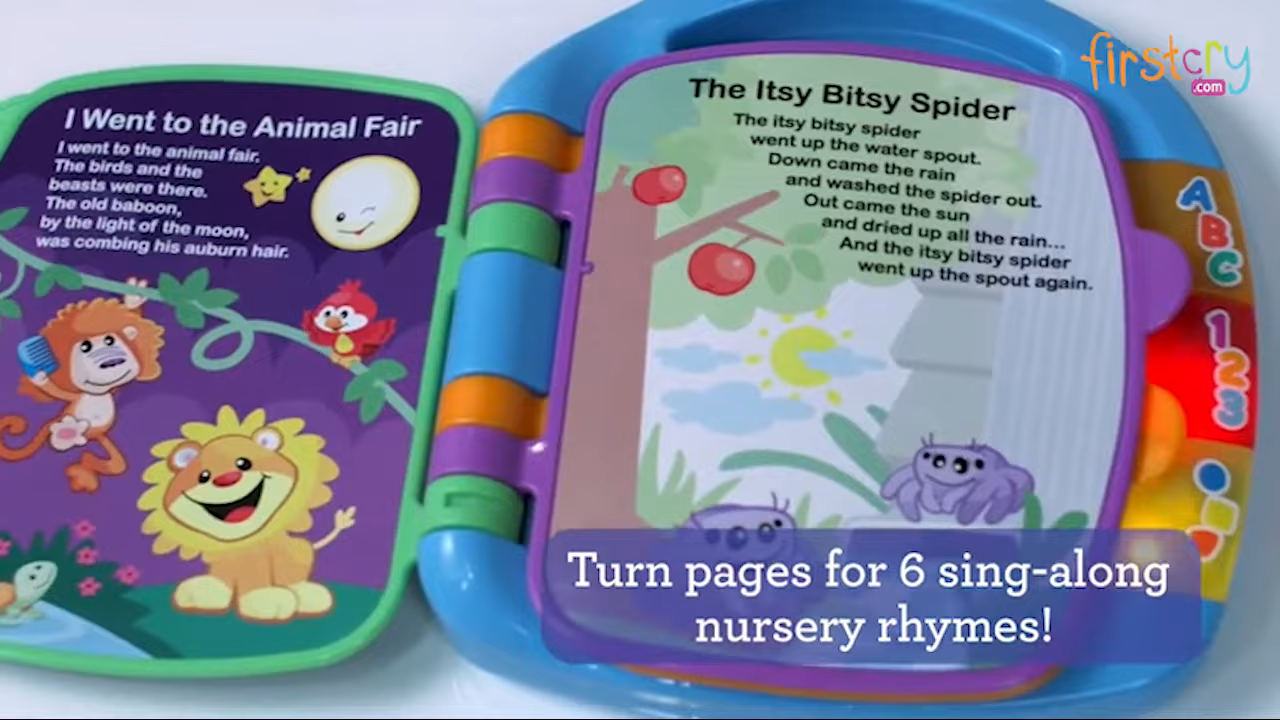 firstcry
.com
I Went to the Animal Fair
I went to the animal fair.
The birds and the
beasts were there.
The old baboon,
by the light of the moon,
was combing his auburn hair.
The Itsy Bitsy Spider
The itsy bitsy spider
went up the water spout.
Down came the rain
and washed the spider out.
Out came the sun
and dried up all the rain...
And the itsy bitsy spider
went up the spout again.
A
B
C
1
2
3
Turn pages for 6 sing-along
nursery rhymes!